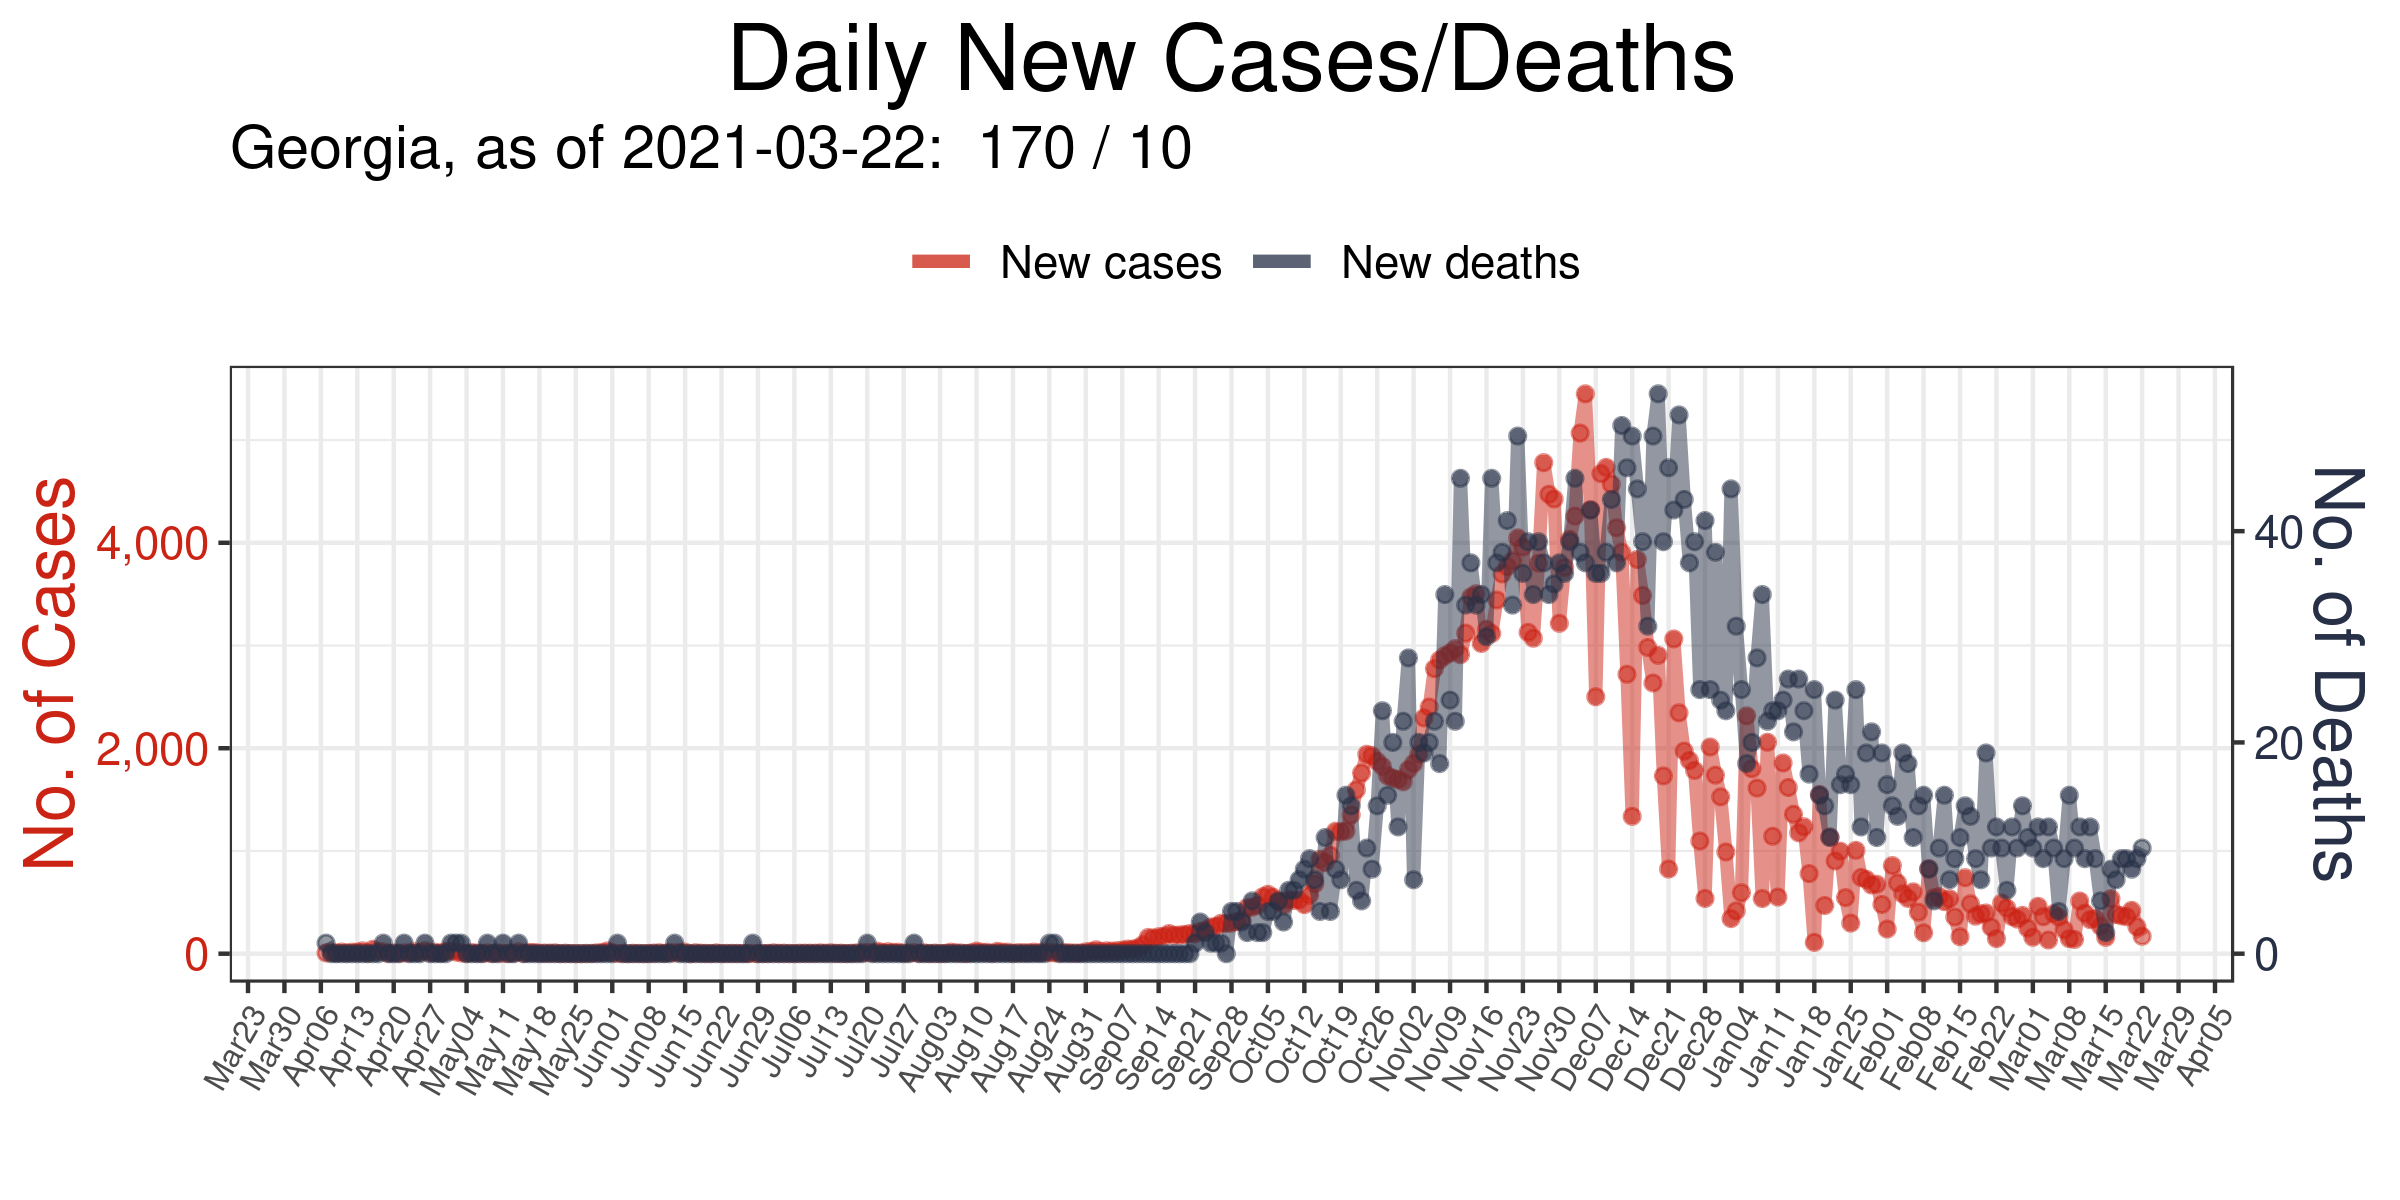 Daily New Cases/Deaths
Georgia, as of 2021-03-22:  170 / 10
New cases New deaths
No. of Cases
4,000
2,000
0
40
20
0
No. of Deaths
Mar23 Mar30 Apr06 Apr13 Apr20 Apr27 May04 May11 May18 May25 Jun01 Jun08 Jun15 Jun22 Jun29 Jul06 Jul13 Jul20 Jul27 Aug03 Aug10 Aug17 Aug24 Aug31 Sep07 Sep14 Sep21 Sep28 Oct05 Oct12 Oct19 Oct26 Nov02 Nov09 Nov16 Nov23 Nov30 Dec07 Dec14 Dec21 Dec28 Jan04 Jan11 Jan18 Jan25 Feb01 Feb08 Feb15 Feb22 Mar01 Mar08 Mar15 Mar22 Mar29 Apr05